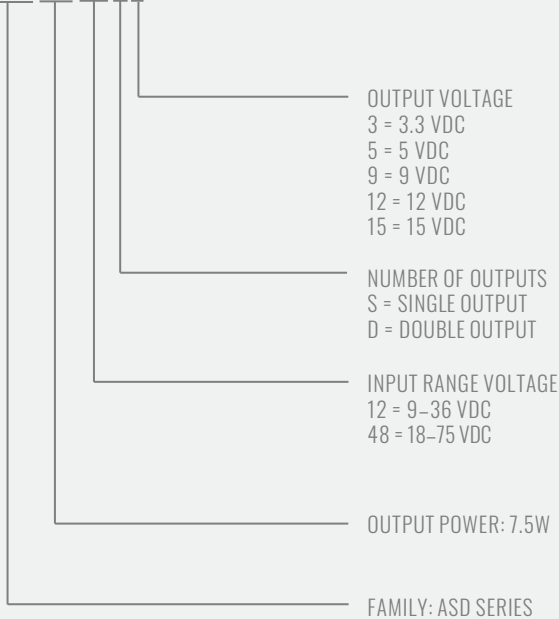 OUTPUT VOLTAGE
3 = 3.3 VDC
5 = 5 VDC
9 = 9 VDC
12 = 12 VDC
15 = 15 VDC
NUMBER OF OUTPUTS
S = SINGLE OUTPUT
D = DOUBLE OUTPUT
INPUT RANGE VOLTAGE
12 = 9–36 VDC
48 = 18–75 VDC
OUTPUT POWER: 7.5W
FAMILY: ASD SERIES